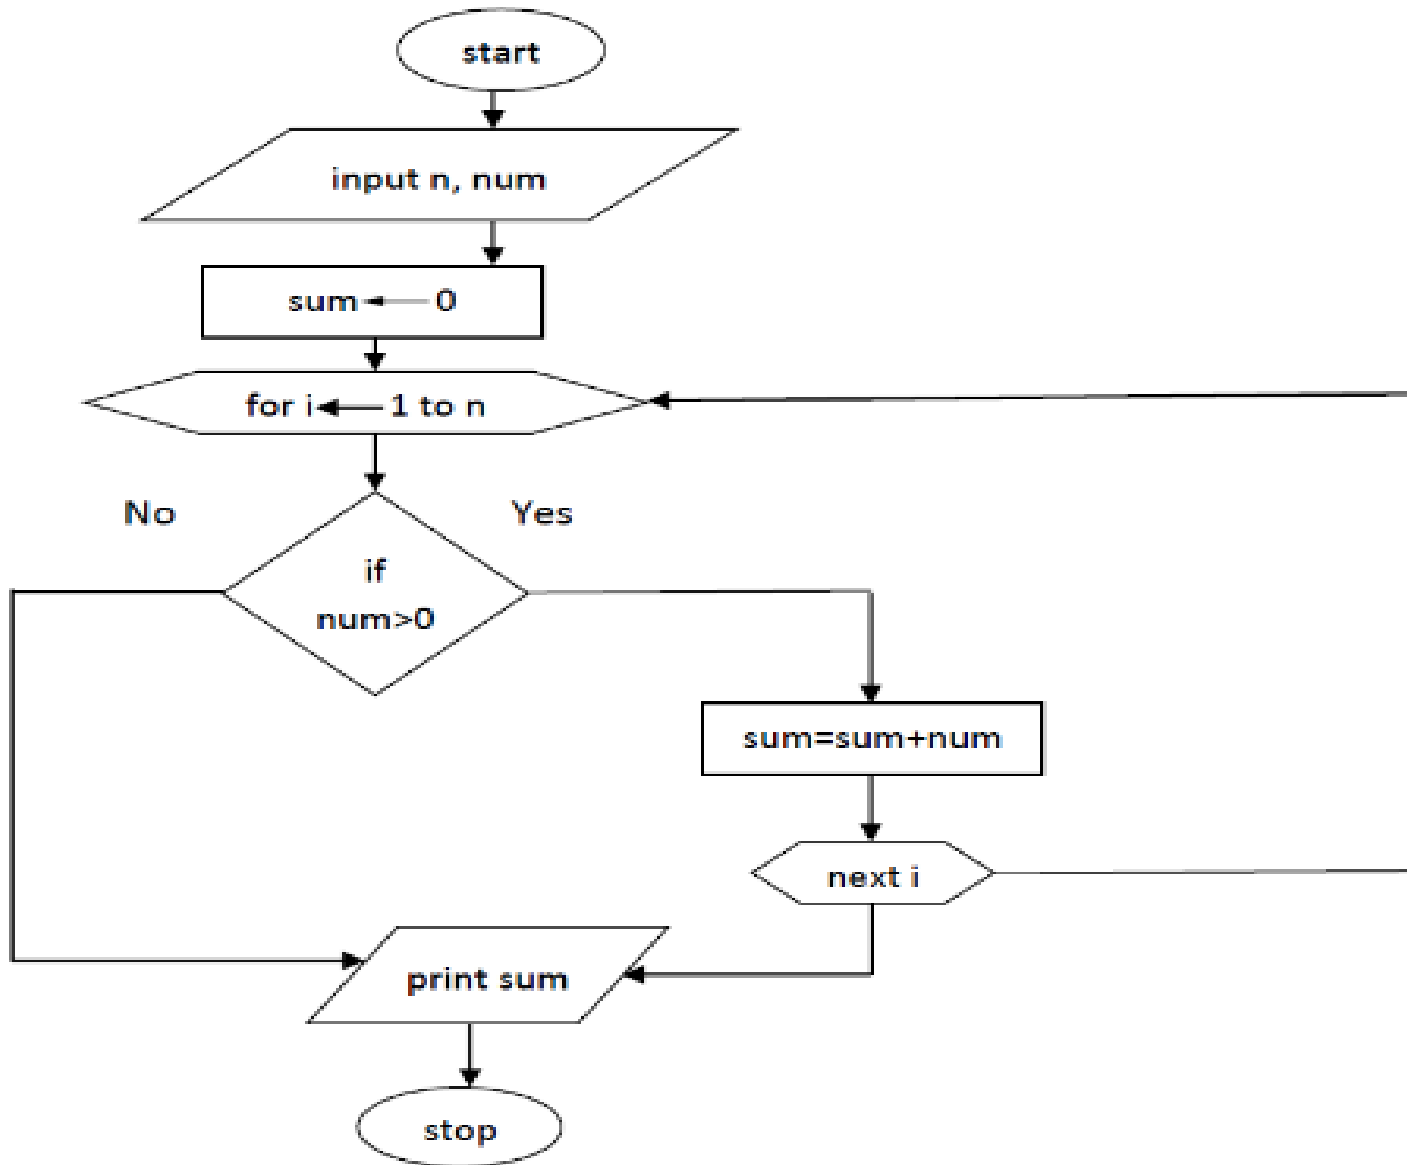 start
input n, num
sum ← 0
for i ← 1 to n
No
Yes
if
num>0
sum=sum+num
next i
print sum
stop